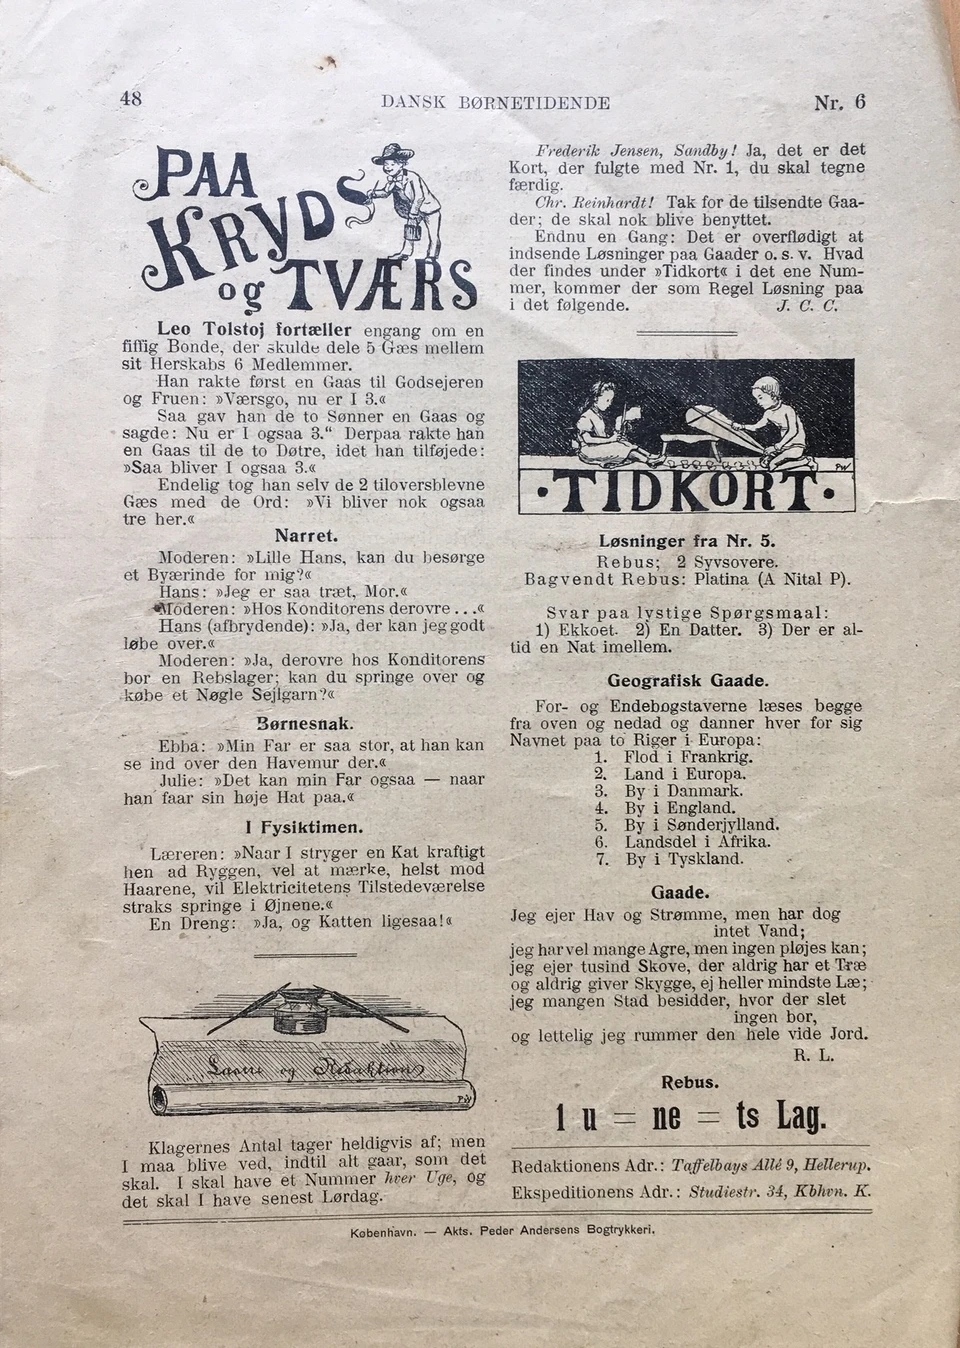 48
DANSK BØRNETIDENDE
Nr. 6
PAA
KRYDS
og TVÆRS
Leo Tolstoj fortæller engang om en
fiffig Bonde, der skulde dele 5 Gæs mellem
sit Herskabs 6 Medlemmer.
Han rakte først en Gaas til Godsejeren
og Fruen: »Værsgo, nu er I 3.«
Saa gav han de to Sønner en Gaas og
sagde: Nu er I ogsaa 3.“ Derpaa rakte han
en Gaas til de to Døtre, idet han tilføjede:
»Saa bliver I ogsaa 3.«
Endelig tog han selv de 2 tiloversblevne
Gæs med de Ord: »Vi bliver nok ogsaa
tre her.«
Narret.
Moderen: »Lille Hans, kan du besørge
et Byærinde for mig?«
Hans: »Jeg er saa træt, Mor.«
Moderen: »Hos Konditorens derovre . . .«
Hans (afbrydende): »Ja, der kan jeg godt
løbe over.«
Moderen: »Ja, derovre hos Konditorens
bor en Rebslager; kan du springe over og
købe et Nøgle Sejlgarn?«
Børnesnak.
Ebba: »Min Far er saa stor, at han kan
se ind over den Havemur der.«
Julie: »Det kan min Far ogsaa — naar
han faar sin høje Hat paa.«
I Fysiktimen.
Læreren: »Naar I stryger en Kat kraftigt
hen ad Ryggen, vel at mærke, helst mod
Haarene, vil Elektricitetens Tilstedeværelse
straks springe i Øjnene.«
En Dreng: »Ja, og Katten ligesaa!«
Læsere og Redaktion
PW
Klagernes Antal tager heldigvis af; men
I maa blive ved, indtil alt gaar, som det
skal. I skal have et Nummer hver Uge, og
det skal I have senest Lørdag.
Frederik Jensen, Sandby! Ja, det er det
Kort, der fulgte med Nr. 1, du skal tegne
færdig.
Chr. Reinhardt! Tak for de tilsendte Gaa-
der; de skal nok blive benyttet.
Endnu en Gang: Det er overflødigt at
indsende Løsninger paa Gaader o. s. v. Hvad
der findes under »Tidkort« i det ene Num-
mer, kommer der som Regel Løsning paa
i det følgende. J. C. C.
PW
·TIDKORT·
Løsninger fra Nr. 5.
Rebus; 2 Syvsovere.
Bagvendt Rebus: Platina (A Nital P).
Svar paa lystige Spørgsmaal:
1) Ekkoet. 2) En Datter. 3) Der er al-
tid en Nat imellem.
Geografisk Gaade.
For- og Endebogstaverne læses begge
fra oven og nedad og danner hver for sig
Navnet paa to Riger i Europa:
1. Flod i Frankrig.
2. Land i Europa.
3. By i Danmark.
4. By i England.
5. By i Sønderjylland.
6. Landsdel i Afrika.
7. By i Tyskland.
Gaade.
Jeg ejer Hav og Strømme, men har dog
intet Vand;
jeg har vel mange Agre, men ingen pløjes kan;
jeg ejer tusind Skove, der aldrig har et Træ
og aldrig giver Skygge, ej heller mindste Læ;
jeg mangen Stad besidder, hvor der slet
ingen bor,
og lettelig jeg rummer den hele vide Jord.
R. L.
Rebus.
1 u = ne = ts Lag.
Redaktionens Adr.: Taffelbays Allé 9, Hellerup.
Ekspeditionens Adr.: Studiestr. 34, Kbhvn. K.
København. — Akts. Peder Andersens Bogtrykkeri.